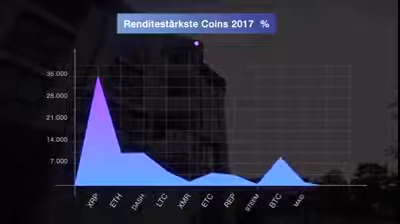 Renditestärkste Coins 2017 %
35.000
28.000
21.000
14.000
7.000
XRP
ETH
DASH
LTC
XMR
ETC
REP
STEEM
BTC
MAID